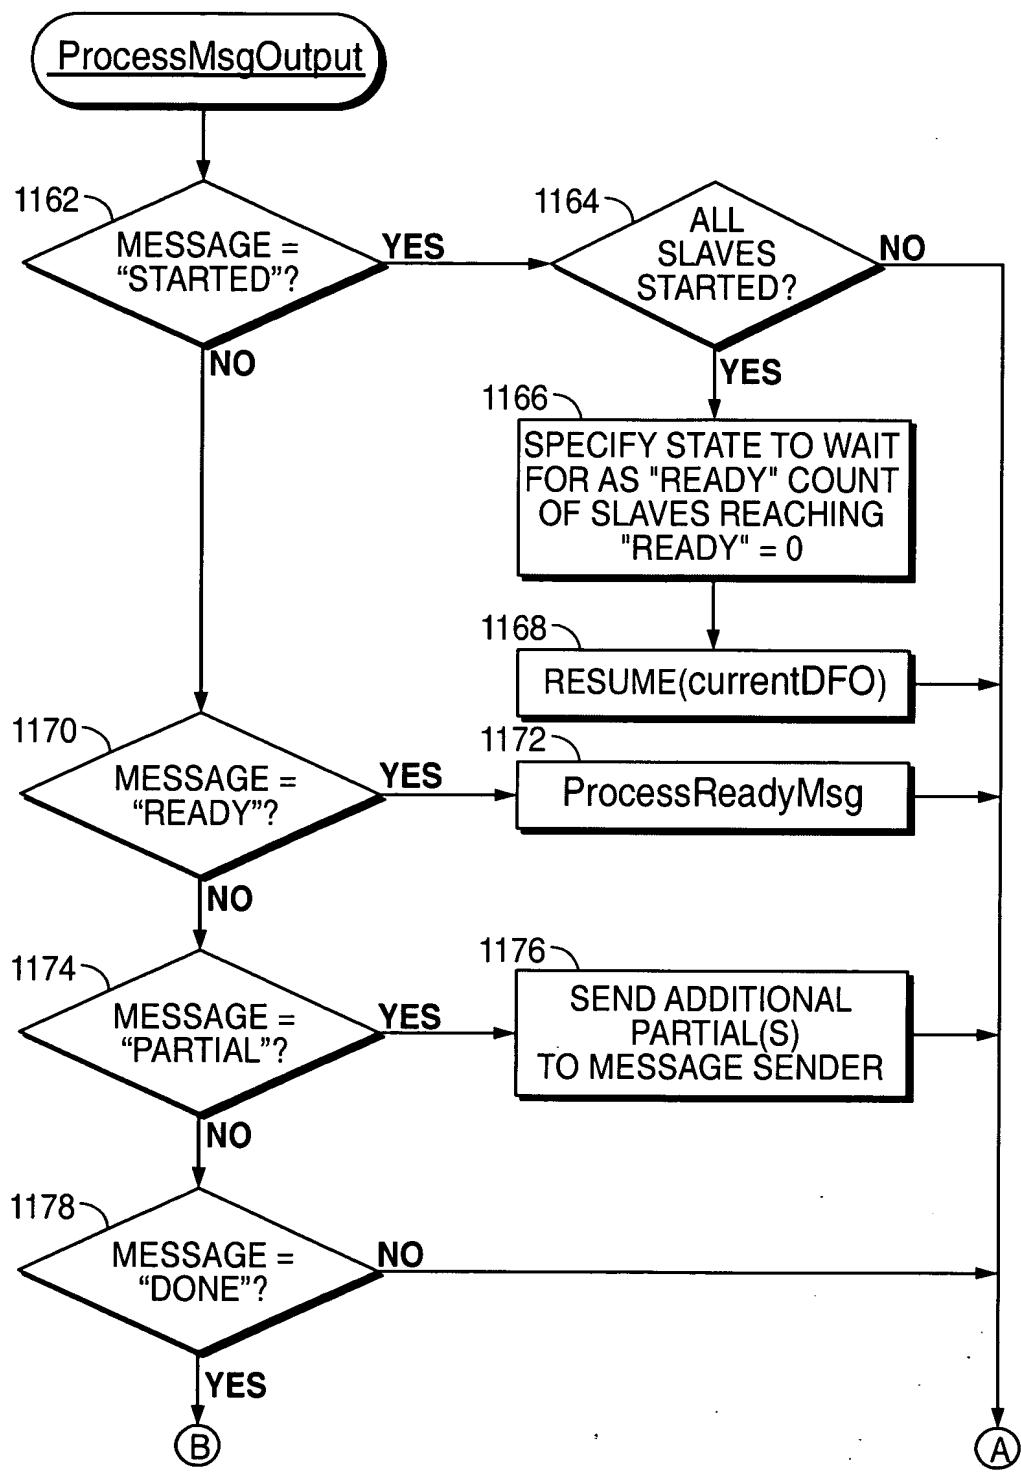 ProcessMsgOutput
1162
MESSAGE =
“STARTED”?
YES
NO
1164
ALL
SLAVES
STARTED?
NO
YES
1166
SPECIFY STATE TO WAIT
FOR AS "READY" COUNT
OF SLAVES REACHING
"READY" = 0
1168
RESUME(currentDFO)
1170
MESSAGE =
“READY”?
YES
NO
1172
ProcessReadyMsg
1174
MESSAGE =
“PARTIAL”?
YES
NO
1176
SEND ADDITIONAL
PARTIAL(S)
TO MESSAGE SENDER
1178
MESSAGE =
“DONE”?
NO
YES
B
A